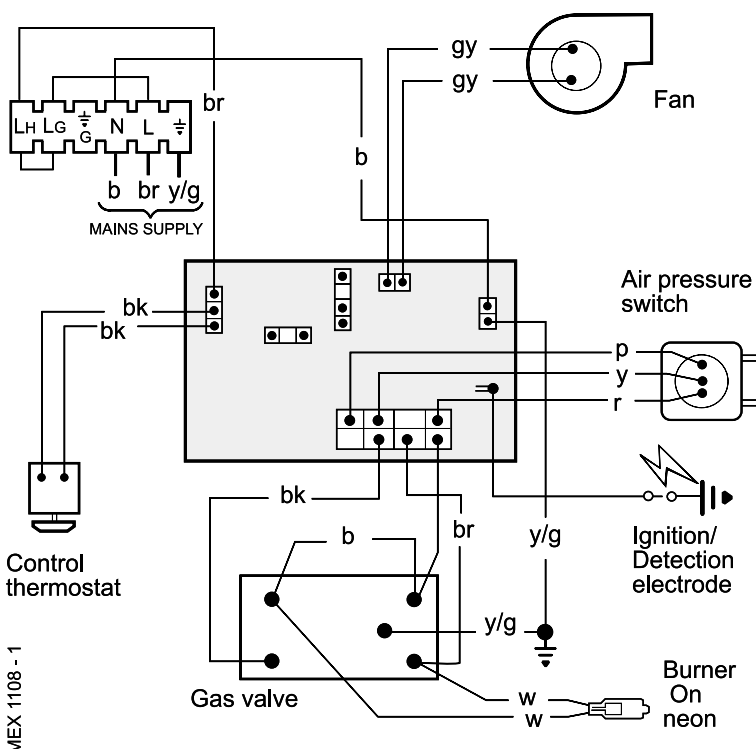 gy
gy
Fan
br
b
LH LG G N L
b br y/g
MAINS SUPPLY
Air pressure
switch
p
y
r
bk
bk
bk
br
b
y/g
y/g
Ignition/
Detection
electrode
Control
thermostat
Gas valve
w
w
Burner
On
neon
MEX 1108 - 1